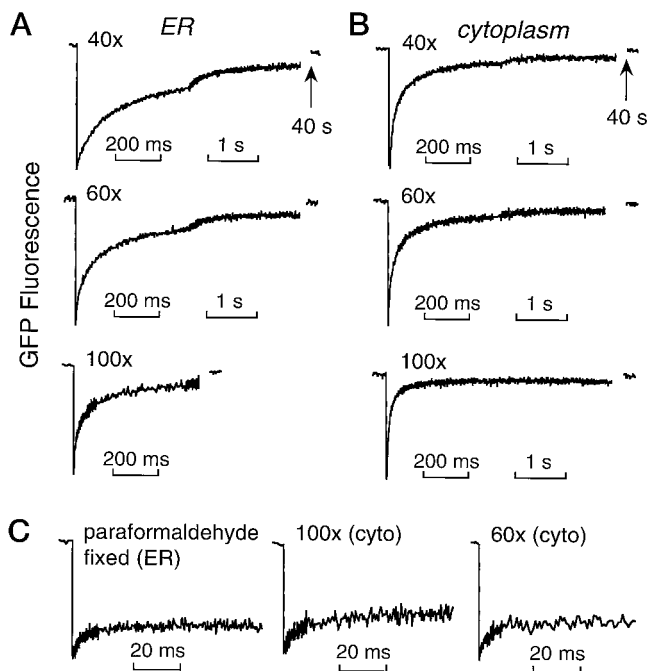 A
ER
B
cytoplasm
40x
40x
200 ms
1 s
40 s
200 ms
1 s
40 s
GFP Fluorescence
60x
60x
200 ms
1 s
200 ms
1 s
100x
100x
200 ms
200 ms
1 s
C
paraformaldehyde
fixed (ER)
100x (cyto)
60x (cyto)
20 ms
20 ms
20 ms